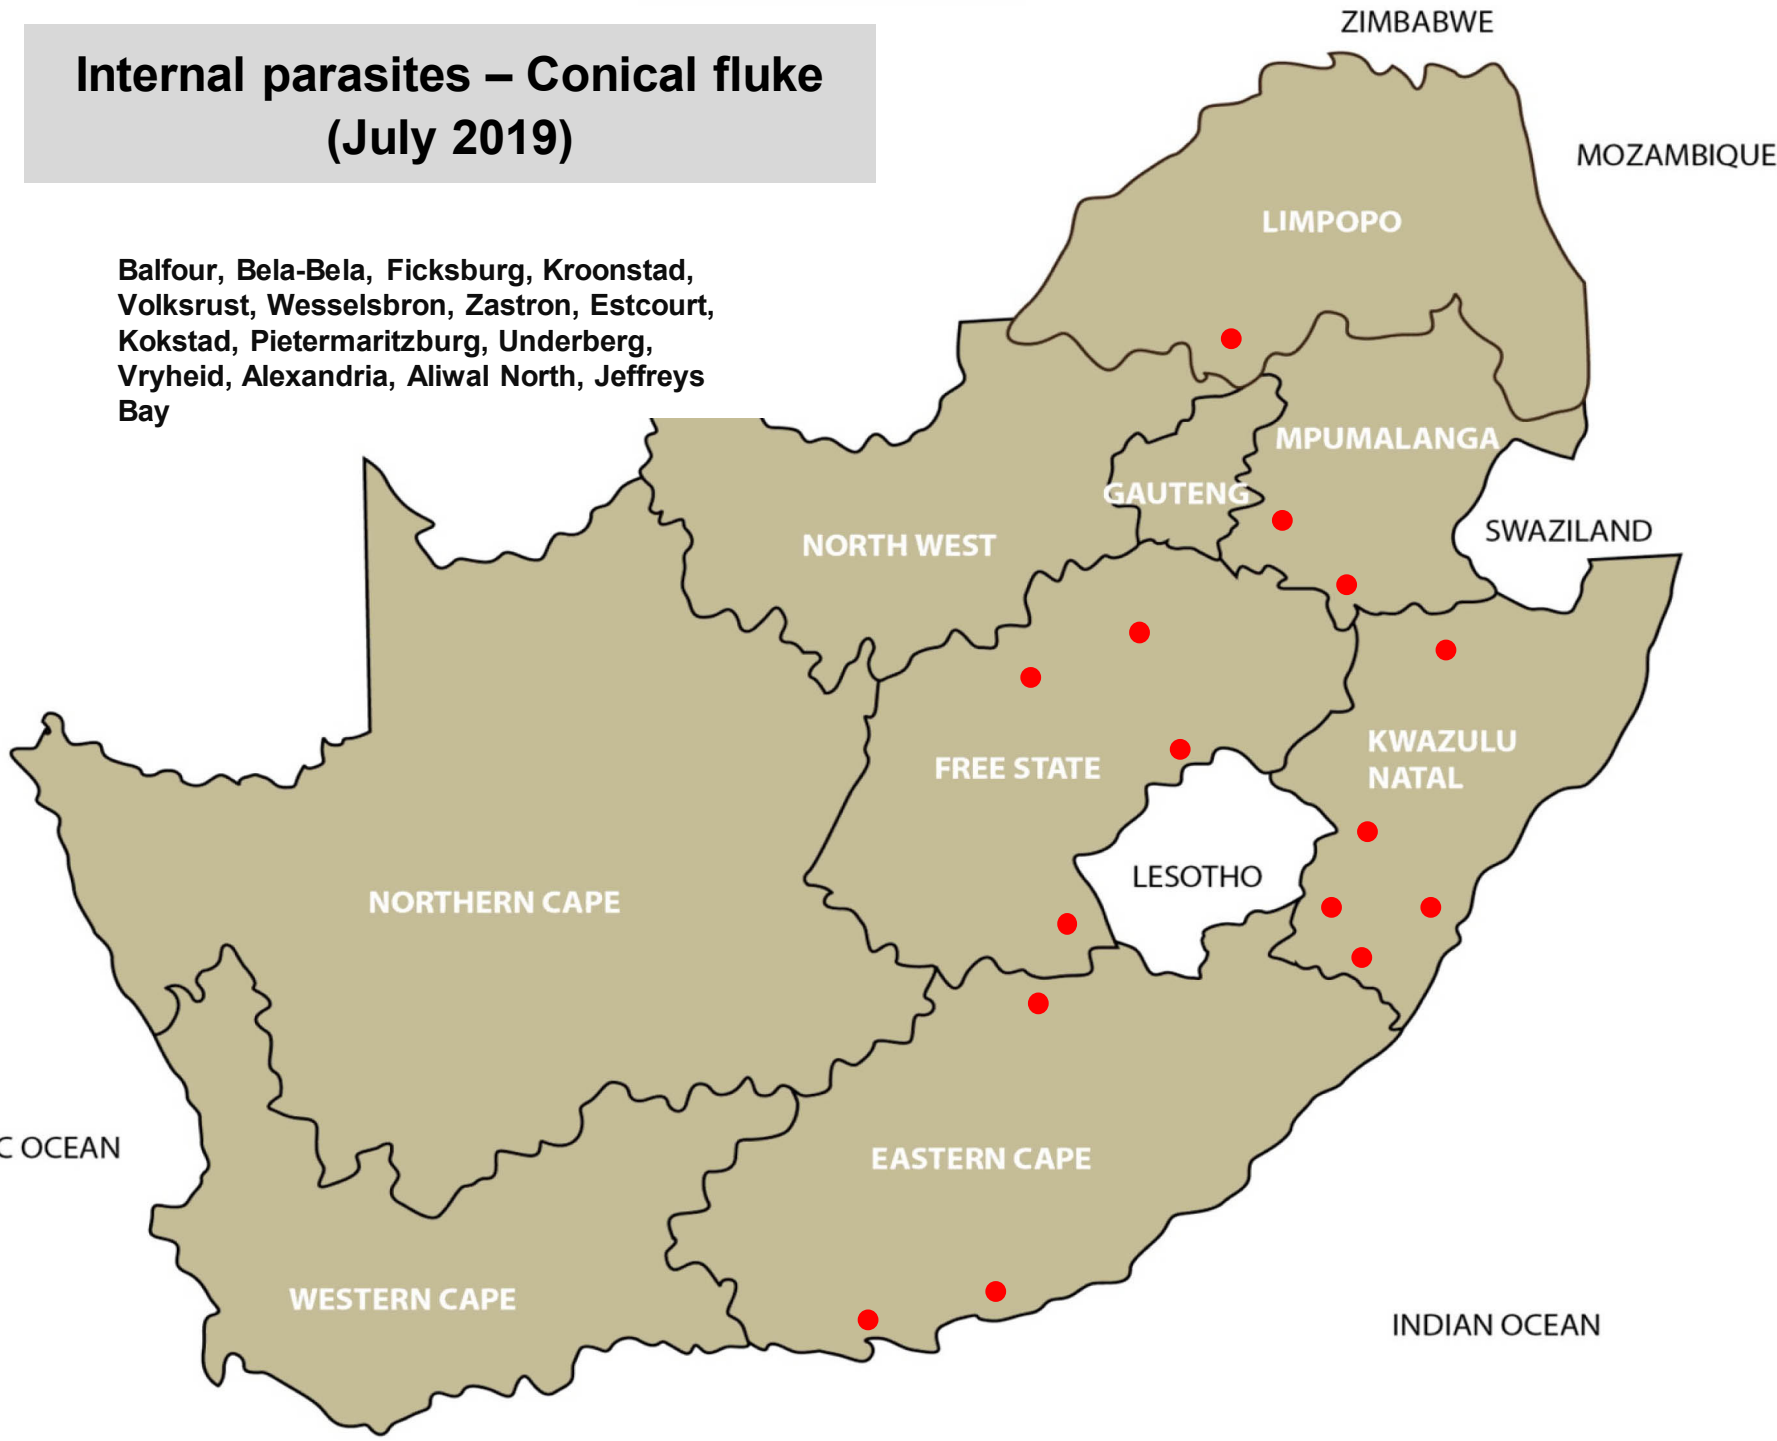 Internal parasites – Conical fluke
(July 2019)
Balfour, Bela-Bela, Ficksburg, Kroonstad,
Volksrust, Wesselsbron, Zastron, Estcourt,
Kokstad, Pietermaritzburg, Underberg,
Vryheid, Alexandria, Aliwal North, Jeffreys
Bay
ZIMBABWE
MOZAMBIQUE
LIMPOPO
MPUMALANGA
GAUTENG
SWAZILAND
NORTH WEST
KWAZULU
NATAL
FREE STATE
LESOTHO
NORTHERN CAPE
C OCEAN
EASTERN CAPE
WESTERN CAPE
INDIAN OCEAN